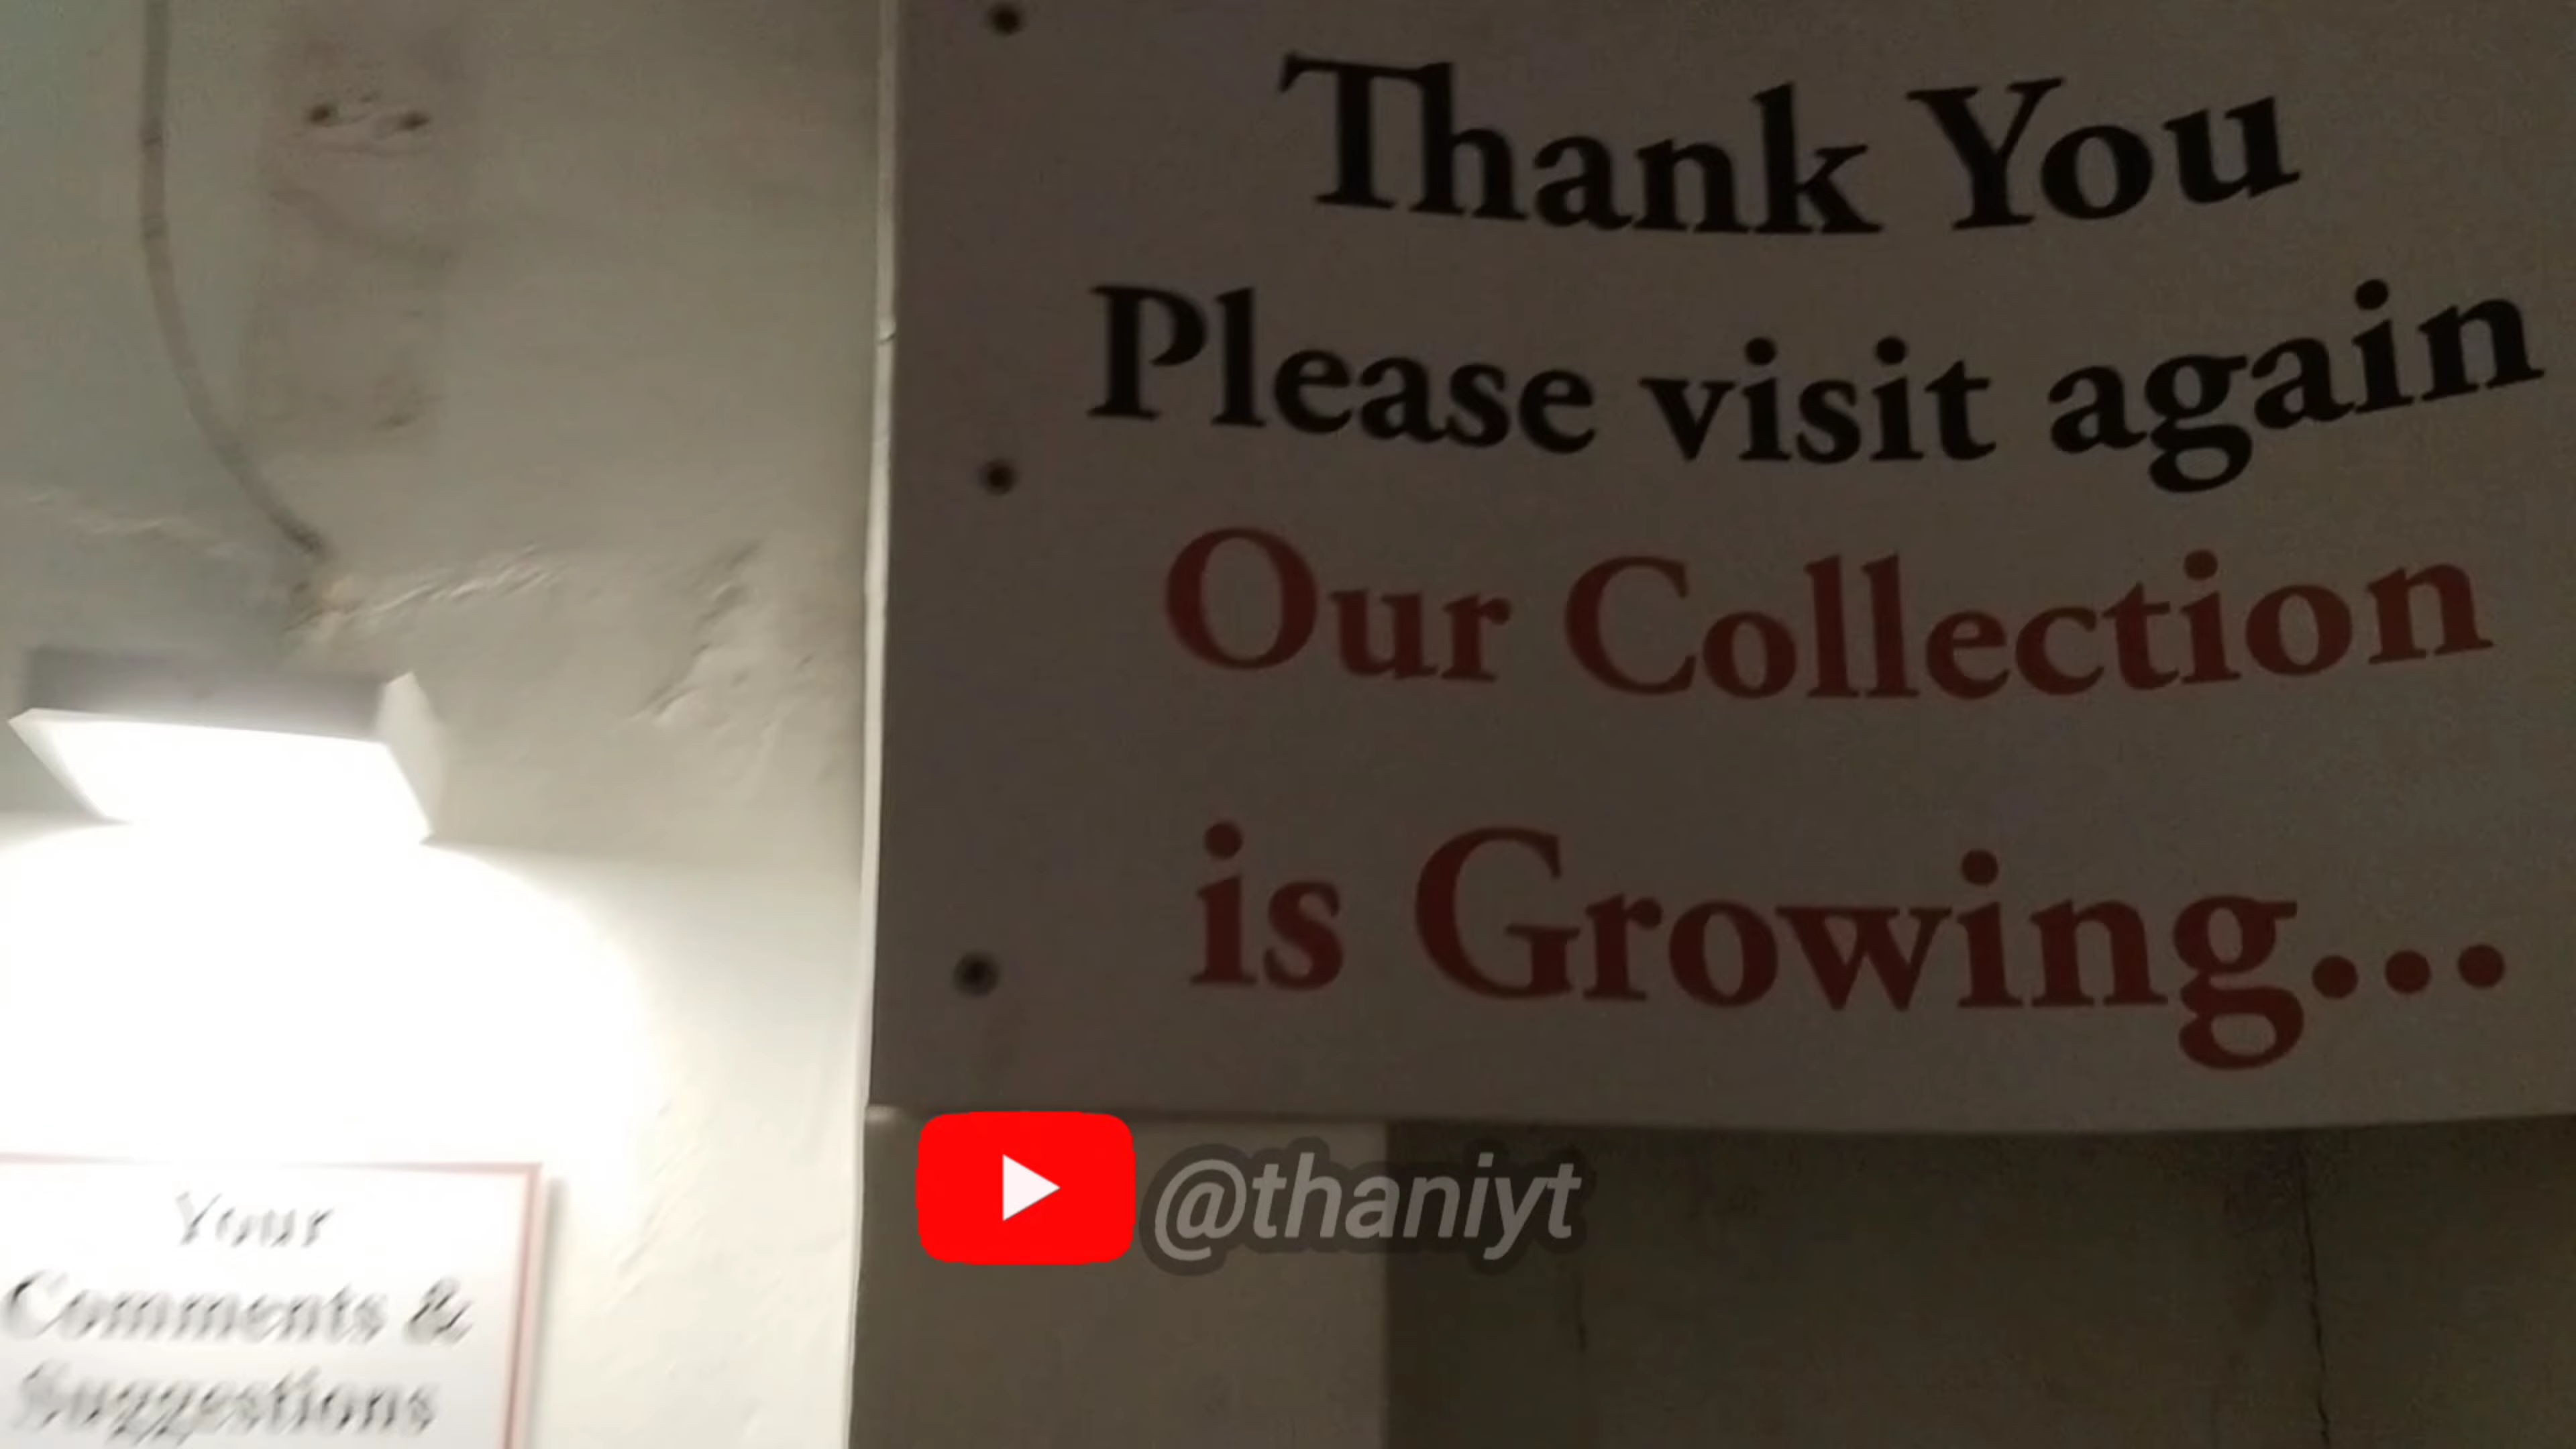 Thank You
Please visit again
Our Collection
is Growing...
@thaniyt
Your
Comments &
Suggestions